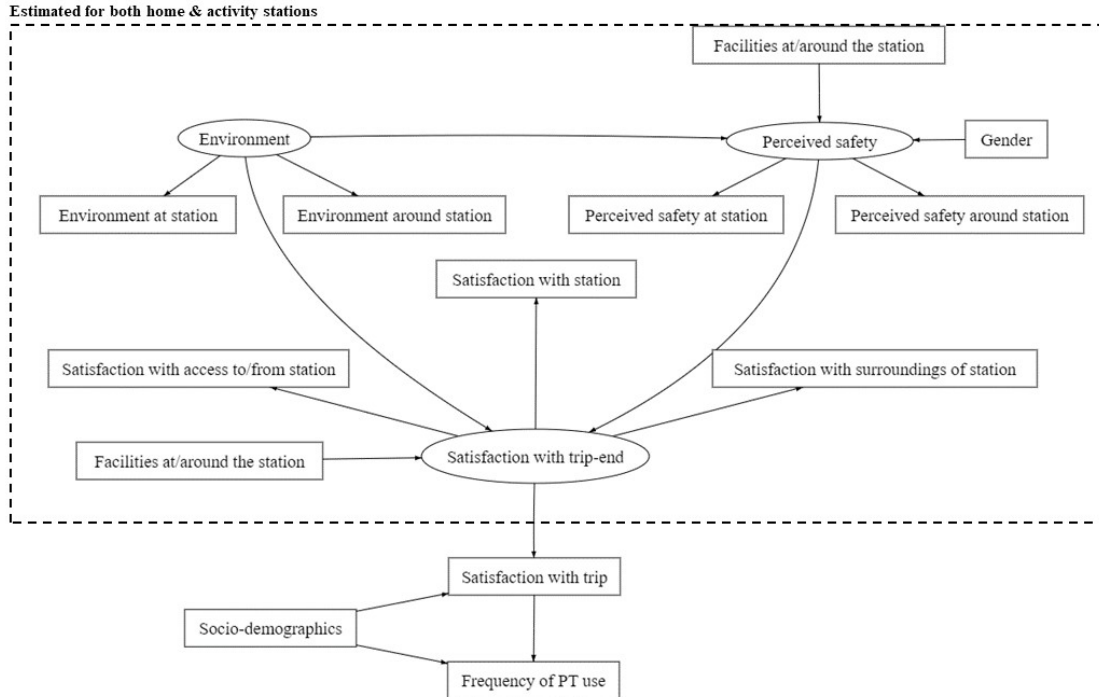 Estimated for both home & activity stations
Facilities at/around the station
Environment
Perceived safety
Gender
Environment at station
Environment around station
Perceived safety at station
Perceived safety around station
Satisfaction with station
Satisfaction with access to/from station
Satisfaction with surroundings of station
Facilities at/around the station
Satisfaction with trip-end
Satisfaction with trip
Socio-demographics
Frequency of PT use